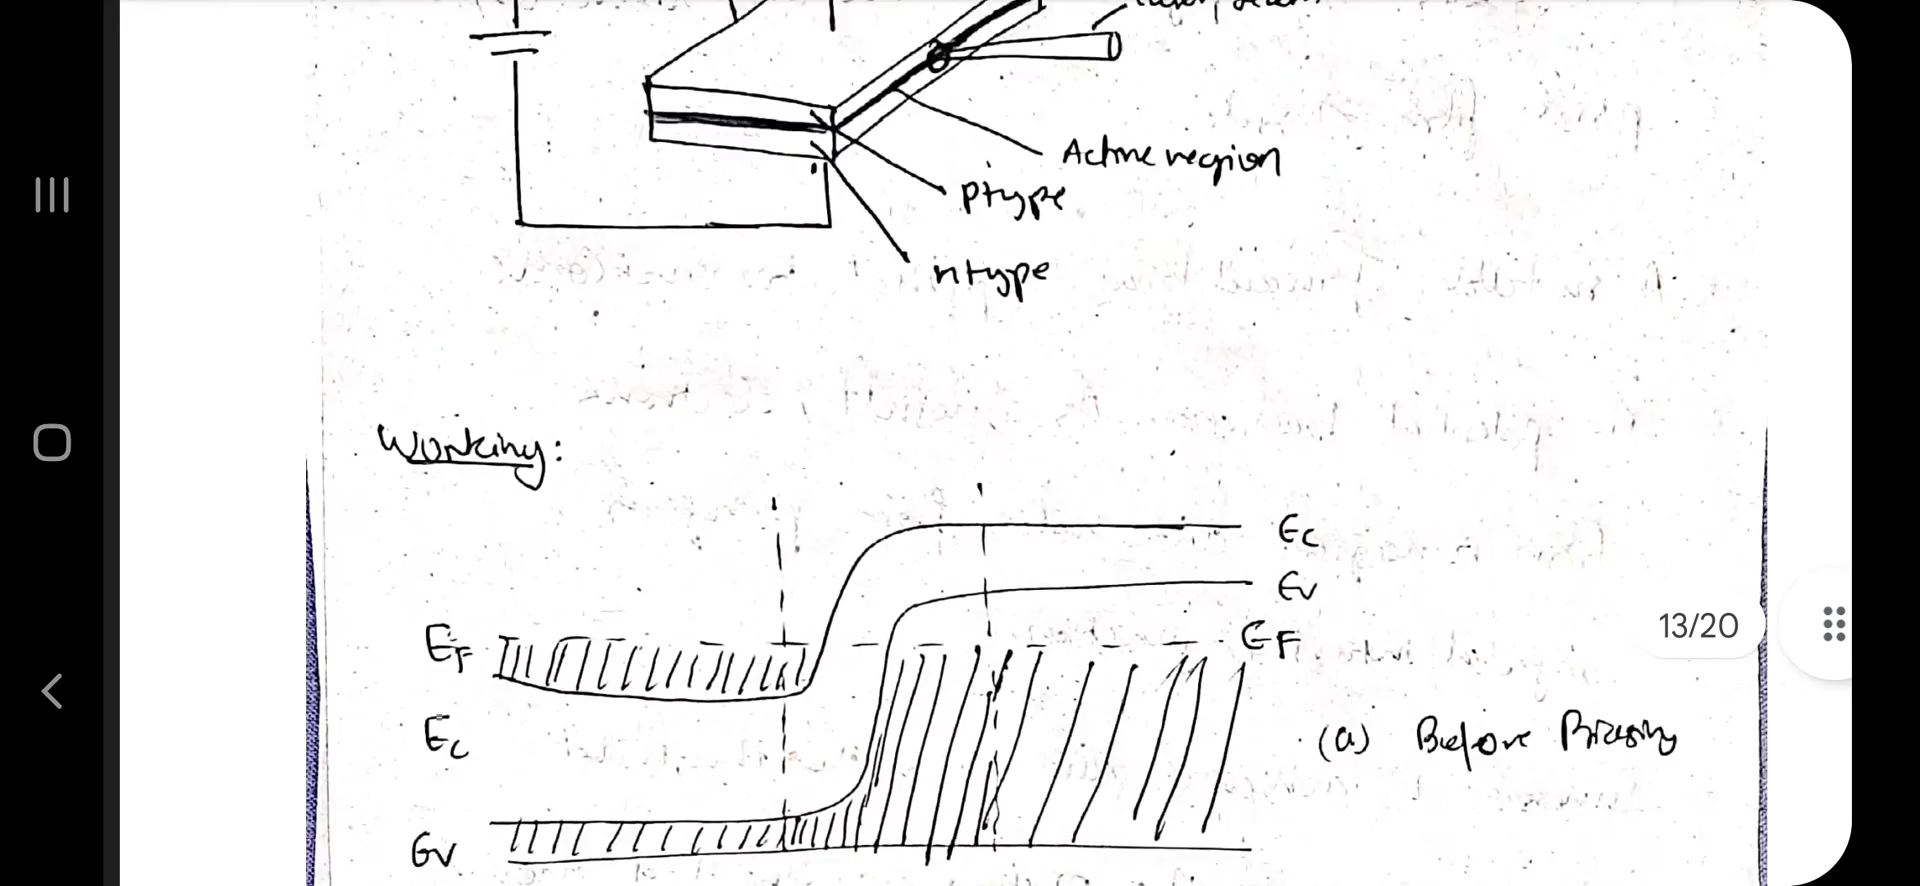 Active region
Ptype
ntype
Working:
Ec
Ev
EF
EF
Ec
(a) Before Biasing
Ev
13/20